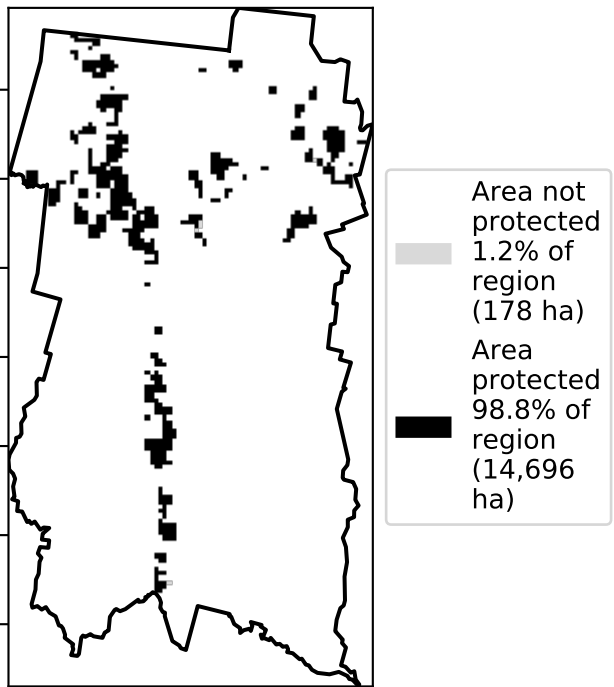 Area not
protected
1.2% of
region
(178 ha)
Area
protected
98.8% of
region
(14,696
ha)